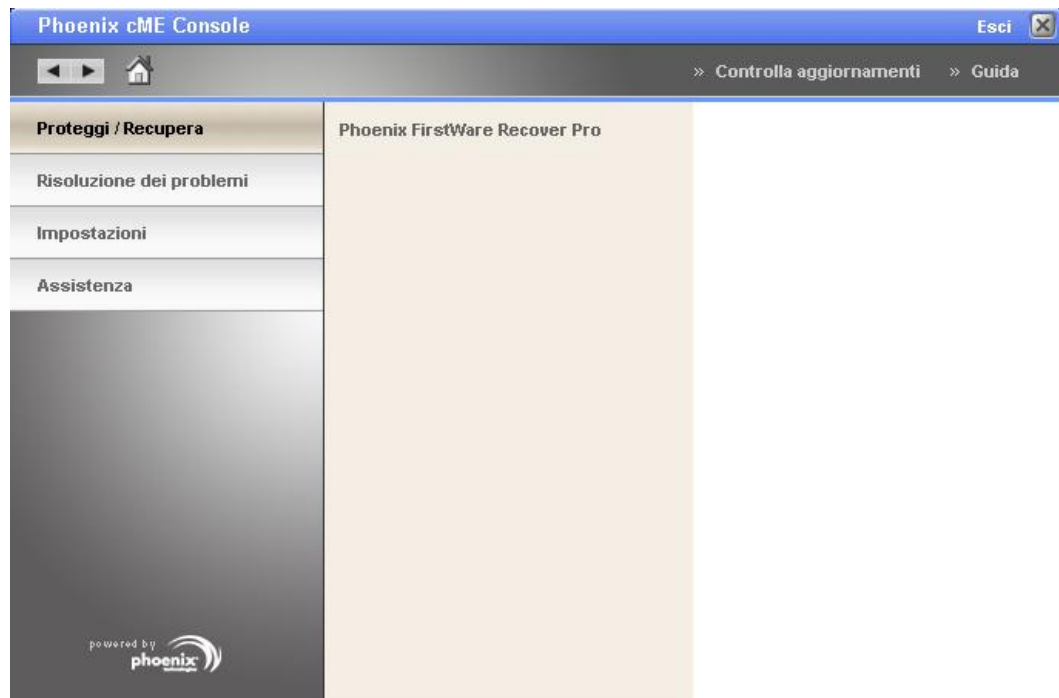 Phoenix cME Console
Esci
» Controlla aggiornamenti » Guida
Proteggi / Recupera
Phoenix FirstWare Recover Pro
Risoluzione dei problemi
Impostazioni
Assistenza
powered by
phoenix